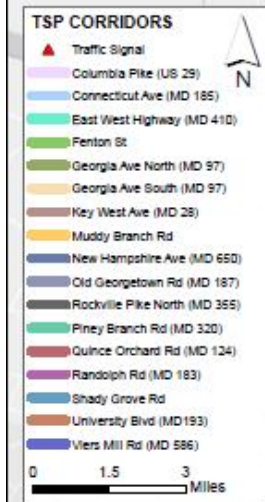 TSP CORRIDORS
Traffic Signal
N
Columbia Pike (US 29)
Connecticut Ave (MD 185)
East West Highway (MD 410)
Fenton St
Georgia Ave North (MD 97)
Georgia Ave South (MD 97)
Key West Ave (MD 28)
Muddy Branch Rd
New Hampshire Ave (MD 650)
Old Georgetown Rd (MD 187)
Rockville Pike North (MD 355)
Piney Branch Rd (MD 320)
Quince Orchard Rd (MD 124)
Randolph Rd (MD 183)
Shady Grove Rd
University Blvd (MD193)
Viers Mill Rd (MD 586)
0 1.5 3
Miles